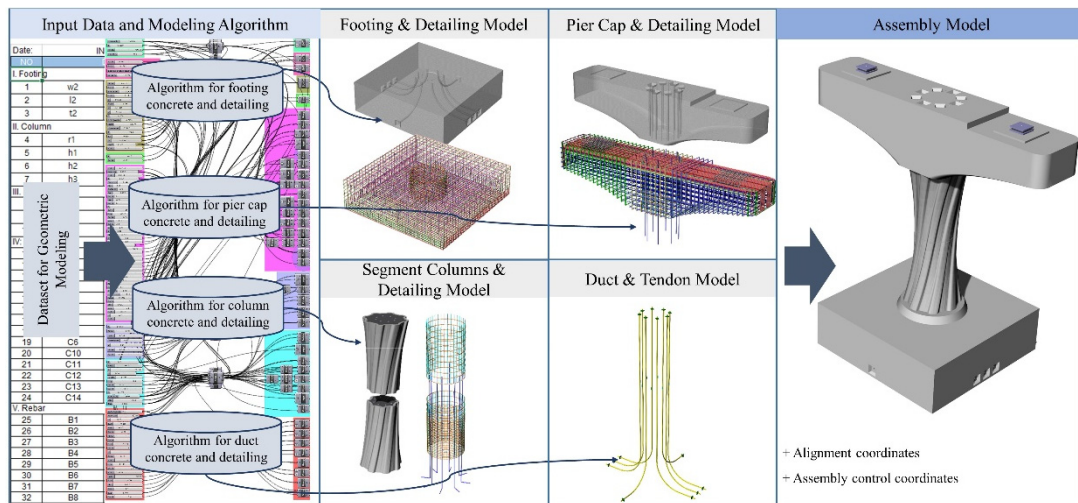 Input Data and Modeling Algorithm
Footing & Detailing Model
Pier Cap & Detailing Model
Assembly Model
Date:
IN
NO
I. Footing
1 w2
2 l2
3 t2
II. Column
4 r1
5 h1
6 h2
7 h3
III.
IV:
19 C6
20 C10
21 C11
22 C12
23 C13
24 C14
V. Rebar
25 B1
26 B2
27 B3
28 B4
29 B5
30 B6
31 B7
32 B8
Dataset for Geometric
Modeling
Algorithm for footing
concrete and detailing
Algorithm for pier cap
concrete and detailing
Algorithm for column
concrete and detailing
Algorithm for duct
concrete and detailing
Segment Columns &
Detailing Model
Duct & Tendon Model
+ Alignment coordinates
+ Assembly control coordinates